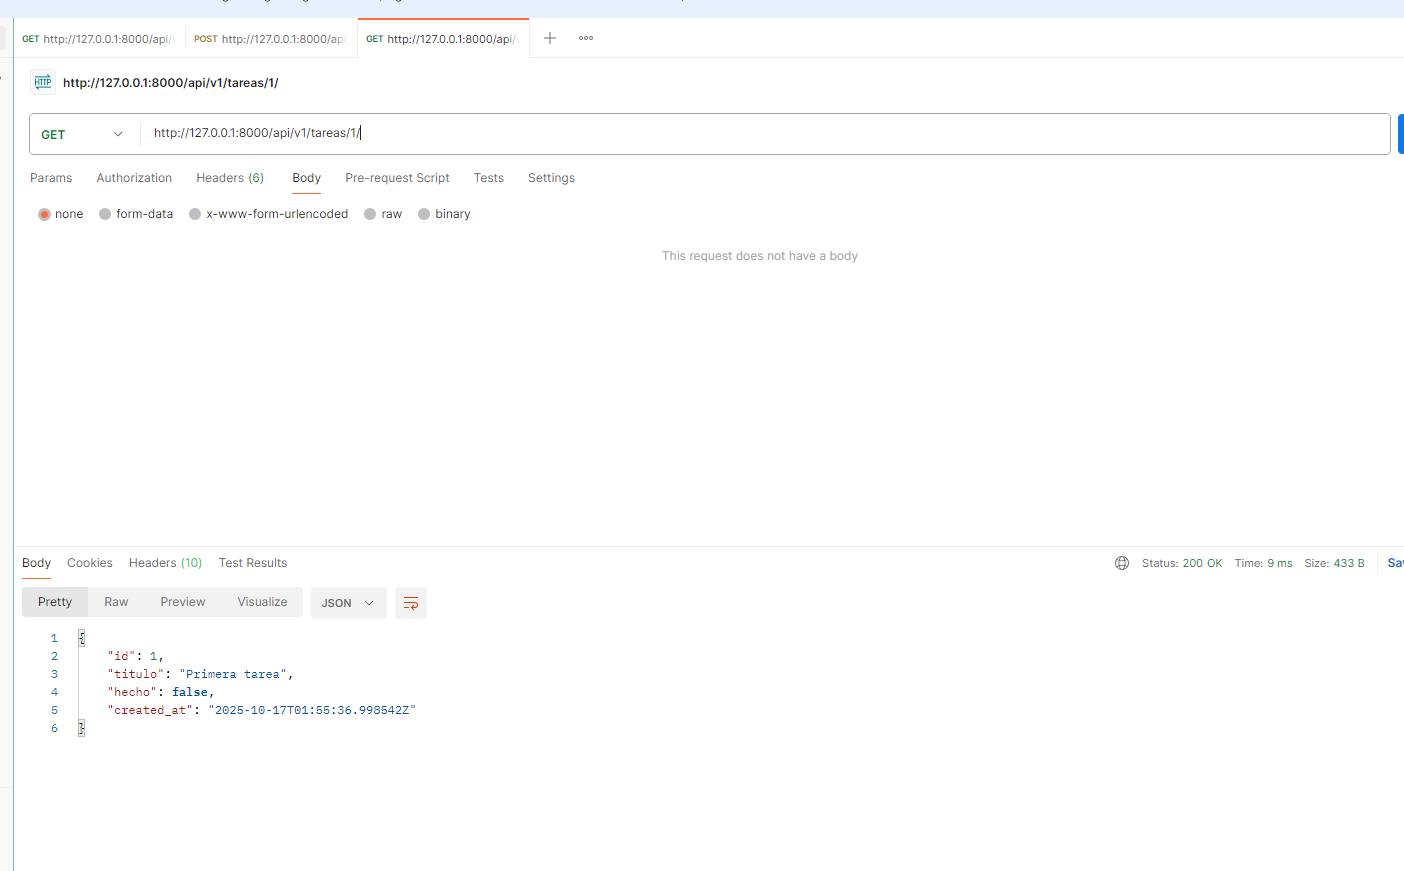 GET http://127.0.0.1:8000/api/ POST http://127.0.0.1:8000/api GET http://127.0.0.1:8000/api/
HTTP http://127.0.0.1:8000/api/v1/tareas/1/
GET http://127.0.0.1:8000/api/v1/tareas/1/
Params Authorization Headers (6) Body Pre-request Script Tests Settings
none form-data x-www-form-urlencoded raw binary
This request does not have a body
Body Cookies Headers (10) Test Results Status: 200 OK Time: 9 ms Size: 433 B Sav
Pretty Raw Preview Visualize JSON
1 {
2 "id": 1,
3 "titulo": "Primera tarea",
4 "hecho": false,
5 "created_at": "2025-10-17T01:55:36.998542Z"
6 }